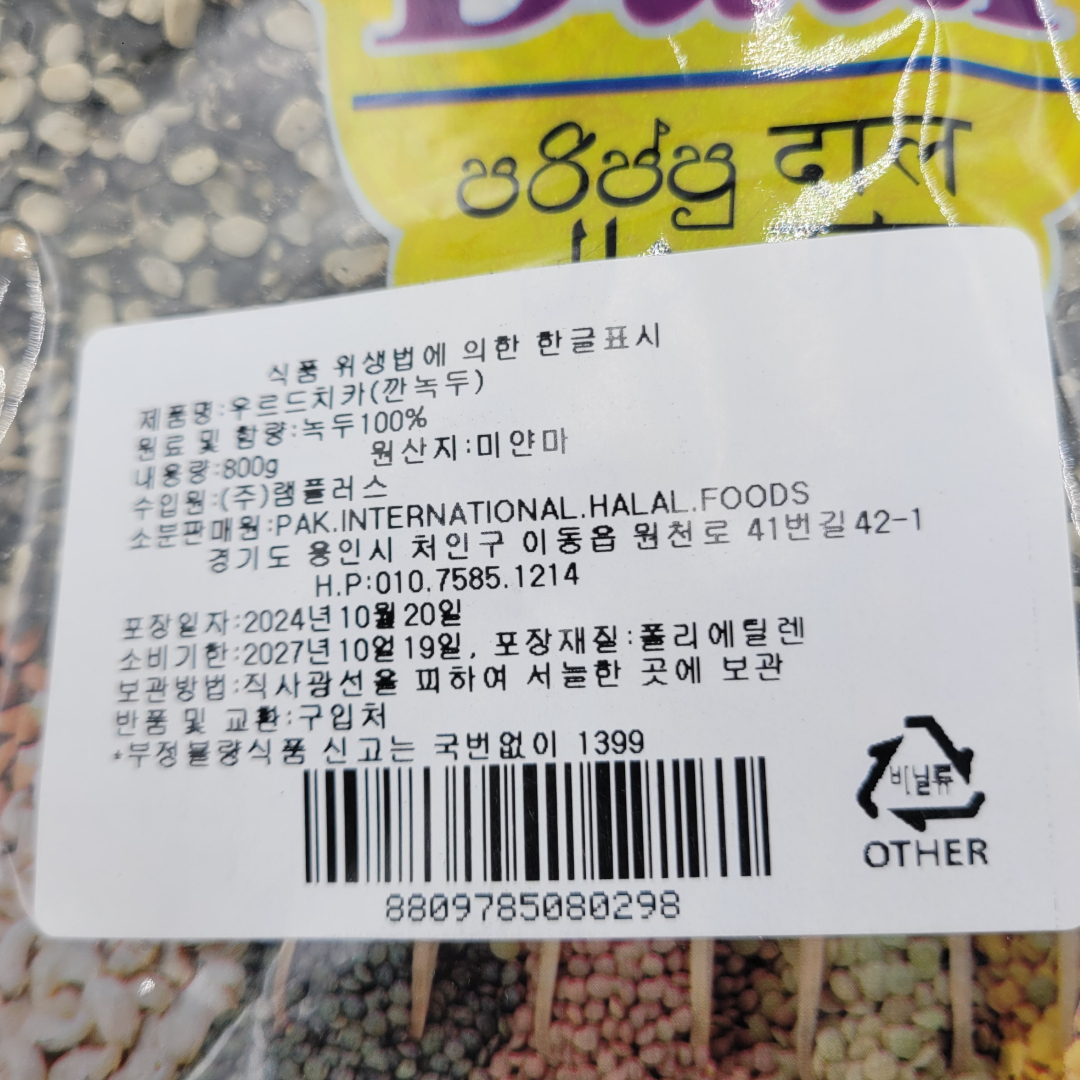 පරිප්පු दाल
식품 위생법에 의한 한글표시
제품명:우르드치카(깐녹두)
원료 및 함량:녹두100%
내용량:800g 원산지:미얀마
수입원:(주)램플러스
소분판매원:PAK.INTERNATIONAL.HALAL.FOODS
경기도 용인시 처인구 이동읍 원천로 41번길42-1
H.P:010.7585.1214
포장일자:2024년10월20일
소비기한:2027년10얼19일, 포장재질:폴리에틸렌
보관방법:직사광선을 피하여 서늘한 곳에 보관
반품 및 교환:구입처
*부정불량식품 신고는 국번없이 1399
비닐류
OTHER
8809785080298